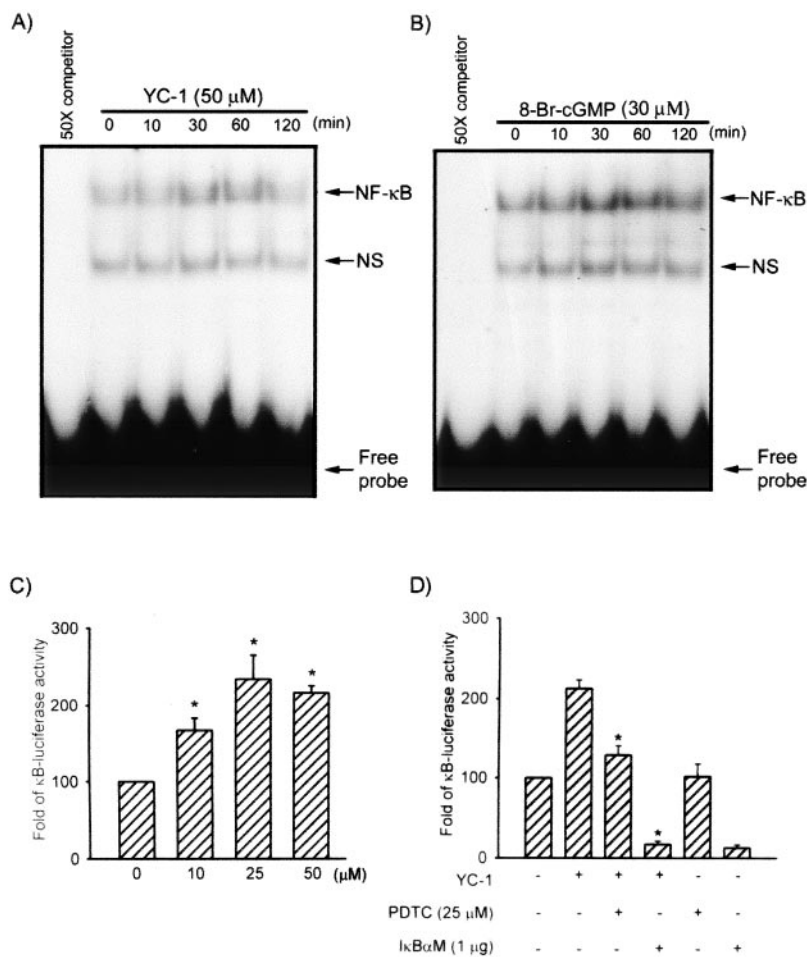 A)
50X competitor
YC-1 (50 μM)
0 10 30 60 120 (min)
NF-κB
NS
Free
probe
B)
50X competitor
8-Br-cGMP (30 μM)
0 10 30 60 120 (min)
NF-κB
NS
Free
probe
C)
Fold of κB-luciferase activity
300
200
100
0
0 10 25 50 (μM)
* * *
D)
Fold of κB-luciferase activity
300
200
100
0
* *
YC-1 - + + + - -
PDTC (25 μM) - - + - + -
IκBαM (1 μg) - - - + - +